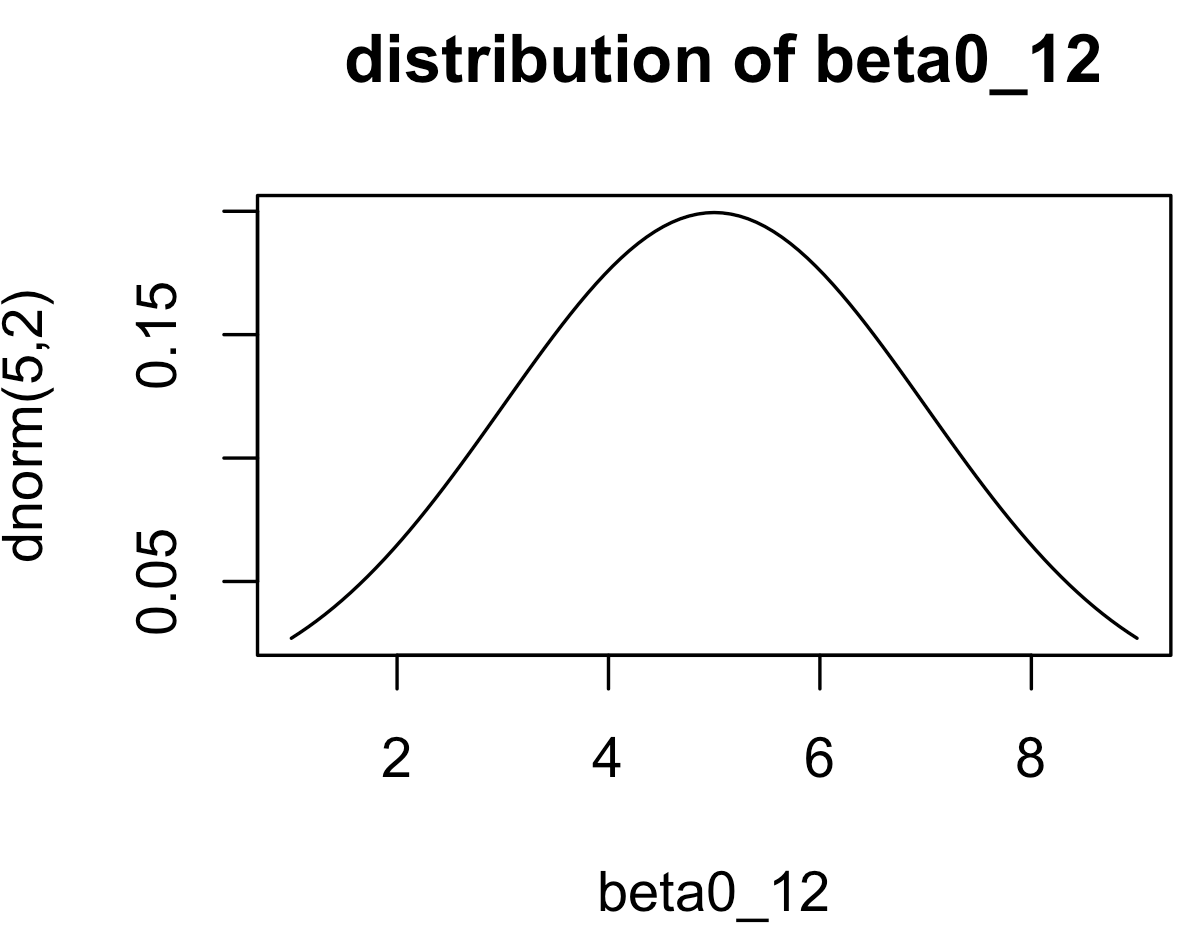 distribution of beta0_12
dnorm(5,2)
0.15
0.05
2 4 6 8
beta0_12